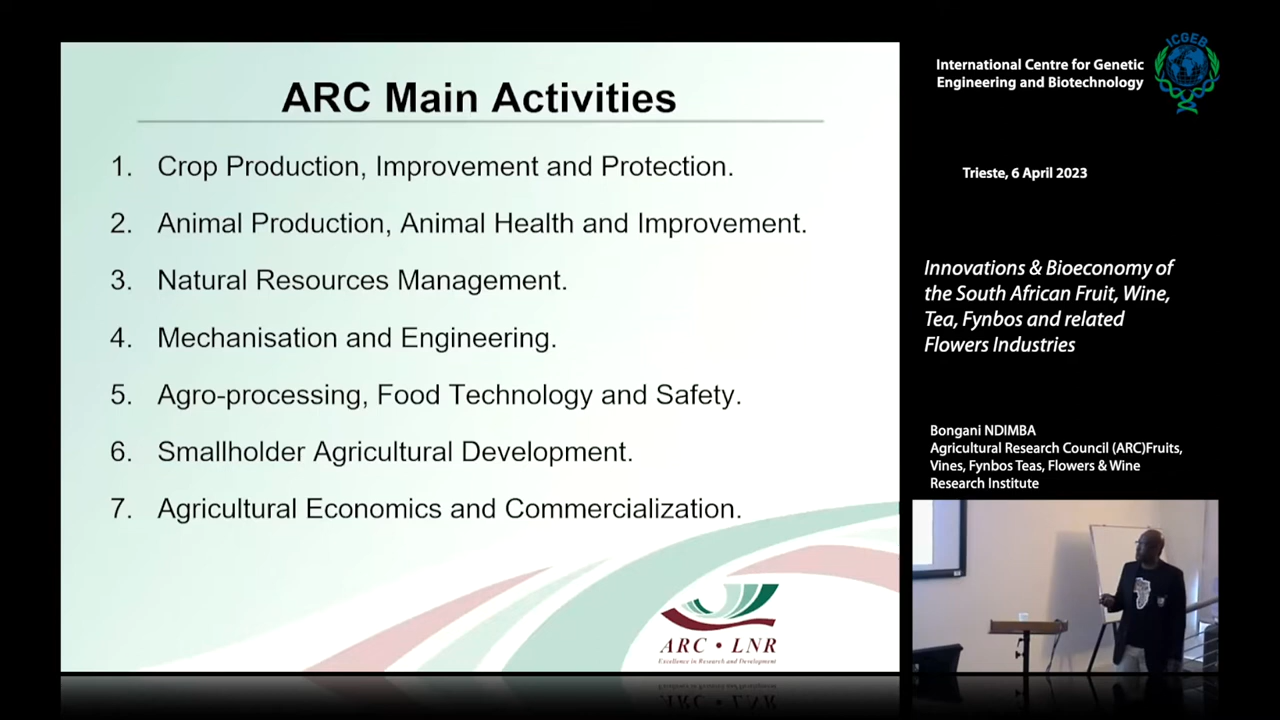 ARC Main Activities
1. Crop Production, Improvement and Protection.
2. Animal Production, Animal Health and Improvement.
3. Natural Resources Management.
4. Mechanisation and Engineering.
5. Agro-processing, Food Technology and Safety.
6. Smallholder Agricultural Development.
7. Agricultural Economics and Commercialization.
ARC • LNR
Excellence in Research and Development
International Centre for Genetic
Engineering and Biotechnology
ICGEB
Trieste, 6 April 2023
Innovations & Bioeconomy of
the South African Fruit, Wine,
Tea, Fynbos and related
Flowers Industries
Bongani NDIMBA
Agricultural Research Council (ARC)Fruits,
Vines, Fynbos Teas, Flowers & Wine
Research Institute